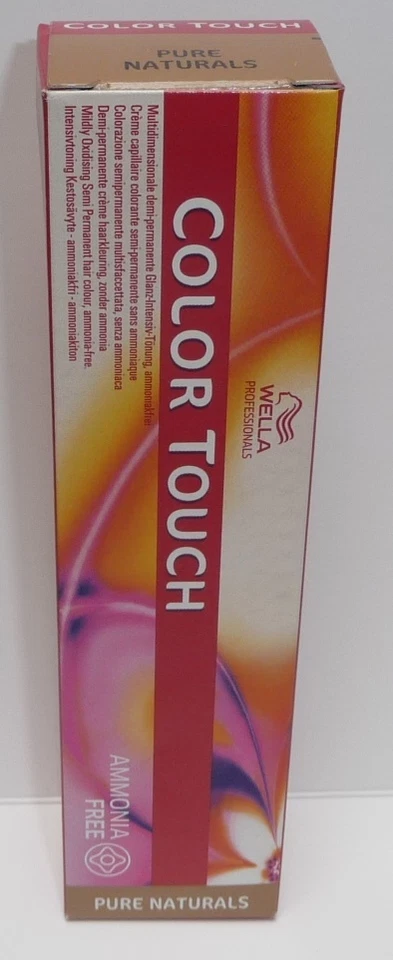 COLOR TOUCH
PURE
NATURALS
Multidimensionale demi-permanente Glanz-Intensiv-Tönung, ammoniakfrei
Crème capillaire colorante semi-permanente sans ammoniaque
Colorazione semipermanente multisfaccettata, senza ammoniaca
Demi-permanente crème haarkleuring, zonder ammonia
Mildly Oxidising Semi Permanent hair colour, ammonia-free.
Intensivtoning Kestosävyte - ammoniakfri - ammoniakiton
COLOR TOUCH
WELLA
PROFESSIONALS
AMMONIA
FREE
PURE NATURALS